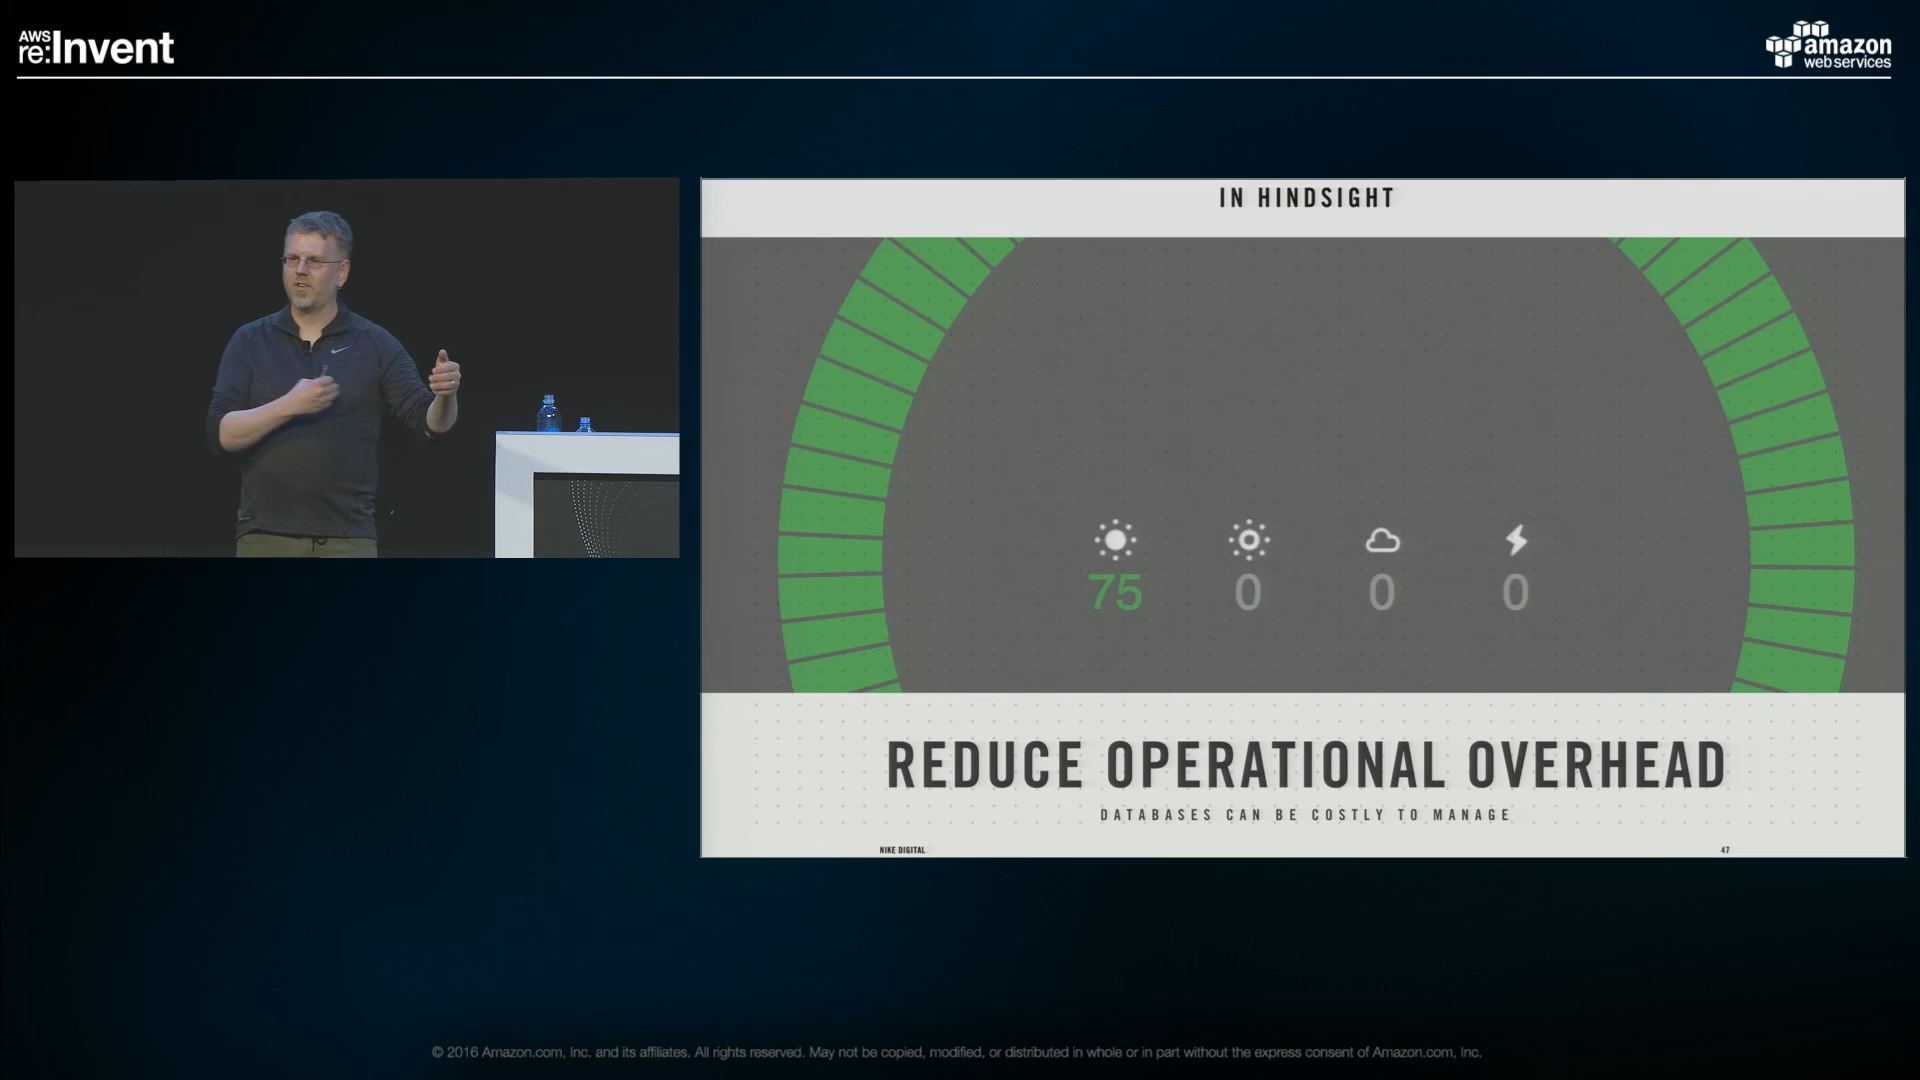 AWS
re:Invent
amazon
web services
IN HINDSIGHT
75
0
0
0
REDUCE OPERATIONAL OVERHEAD
DATABASES CAN BE COSTLY TO MANAGE
NIKE DIGITAL
47
© 2016 Amazon.com, Inc. and its affiliates. All rights reserved. May not be copied, modified, or distributed in whole or in part without the express consent of Amazon.com, Inc.